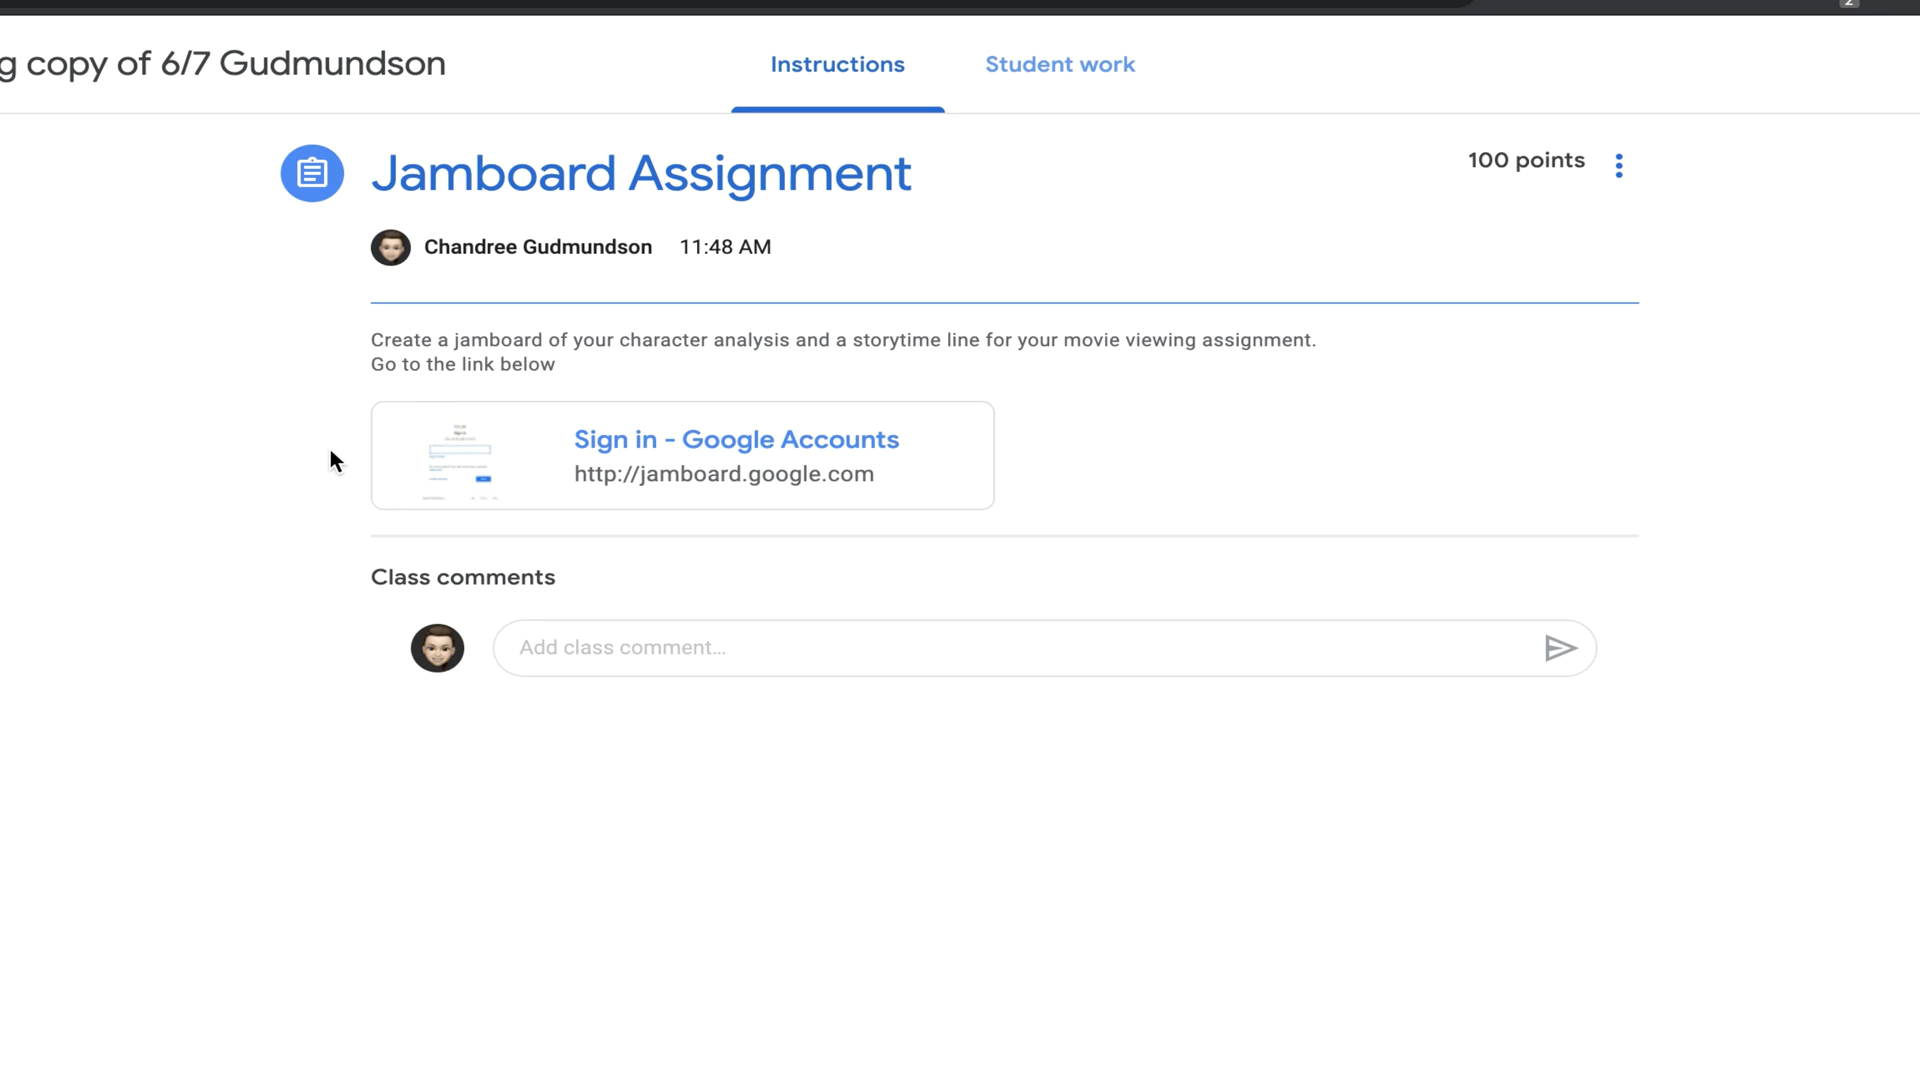 g copy of 6/7 Gudmundson
Instructions
Student work
Jamboard Assignment
100 points
Chandree Gudmundson 11:48 AM
Create a jamboard of your character analysis and a storytime line for your movie viewing assignment.
Go to the link below
Sign in - Google Accounts
http://jamboard.google.com
Class comments
Add class comment...